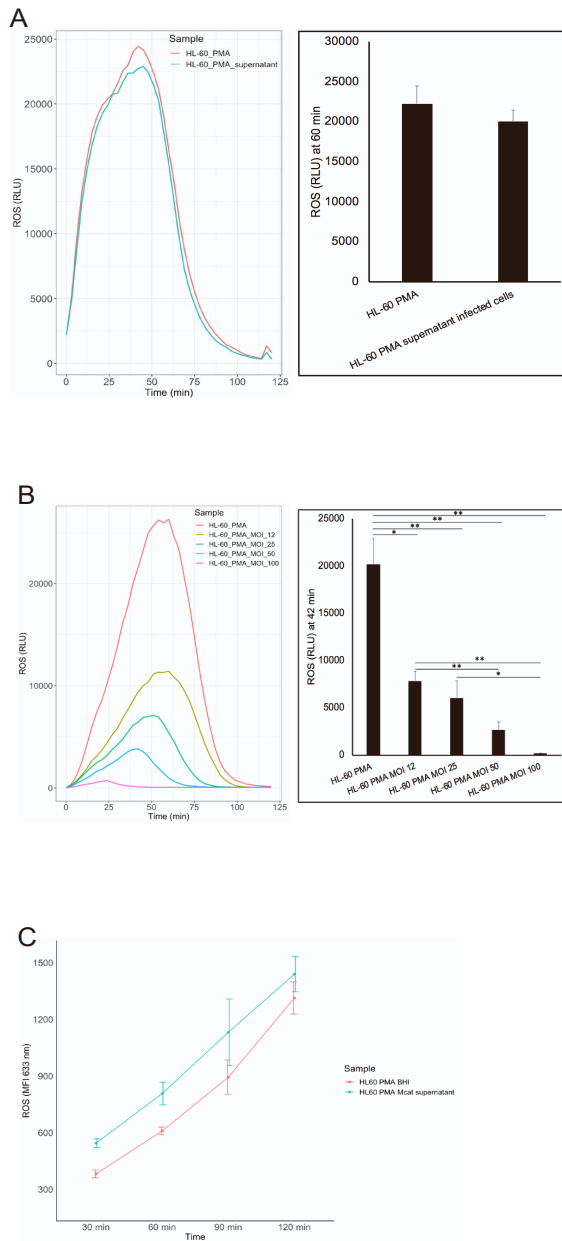 A
Sample
HL-60_PMA
HL-60_PMA_supernatant
25000
20000
15000
10000
5000
0
ROS (RLU)
0 25 50 75 100 125
Time (min)
30000
25000
20000
15000
10000
5000
0
ROS (RLU) at 60 min
HL-60 PMA
HL-60 PMA supernatant infected cells
B
Sample
HL-60_PMA
HL-60_PMA_MOI_12
HL-60_PMA_MOI_25
HL-60_PMA_MOI_50
HL-60_PMA_MOI_100
20000
10000
0
ROS (RLU)
0 25 50 75 100 125
Time (min)
25000
20000
15000
10000
5000
0
ROS (RLU) at 42 min
**
**
**
*
**
**
*
HL-60 PMA
HL-60 PMA MOI 12
HL-60 PMA MOI 25
HL-60 PMA MOI 50
HL-60 PMA MOI 100
C
1500
1200
900
600
300
ROS (MFI 633 nm)
30 min 60 min 90 min 120 min
Time
Sample
HL60 PMA BHI
HL60 PMA Mcat supernatant